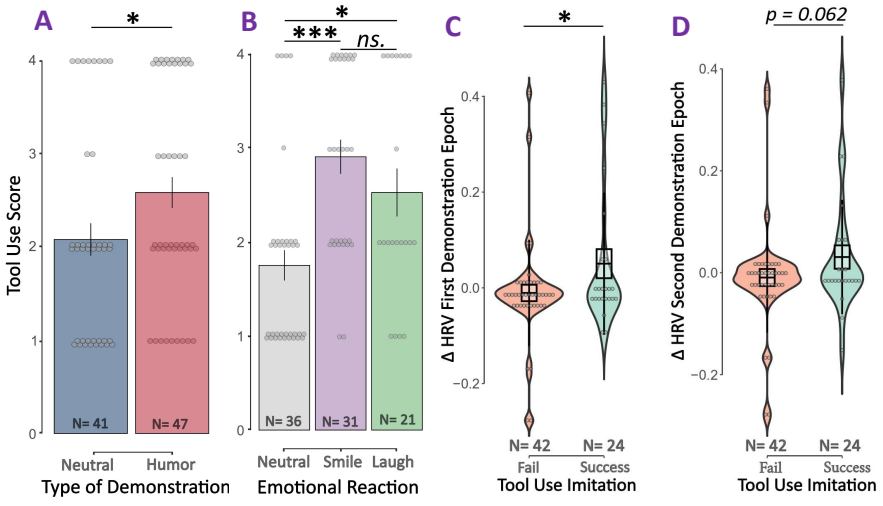 A
*
Tool Use Score
4
3
2
1
0
N= 41
N= 47
Neutral
Humor
Type of Demonstration
B
*
***
ns.
4
3
2
1
0
N= 36
N= 31
N= 21
Neutral
Smile
Laugh
Emotional Reaction
C
*
Δ HRV First Demonstration Epoch
0.4
0.2
0.0
−0.2
N= 42
N= 24
Fail
Success
Tool Use Imitation
D
p = 0.062
Δ HRV Second Demonstration Epoch
0.4
0.2
0.0
−0.2
N= 42
N= 24
Fail
Success
Tool Use Imitation